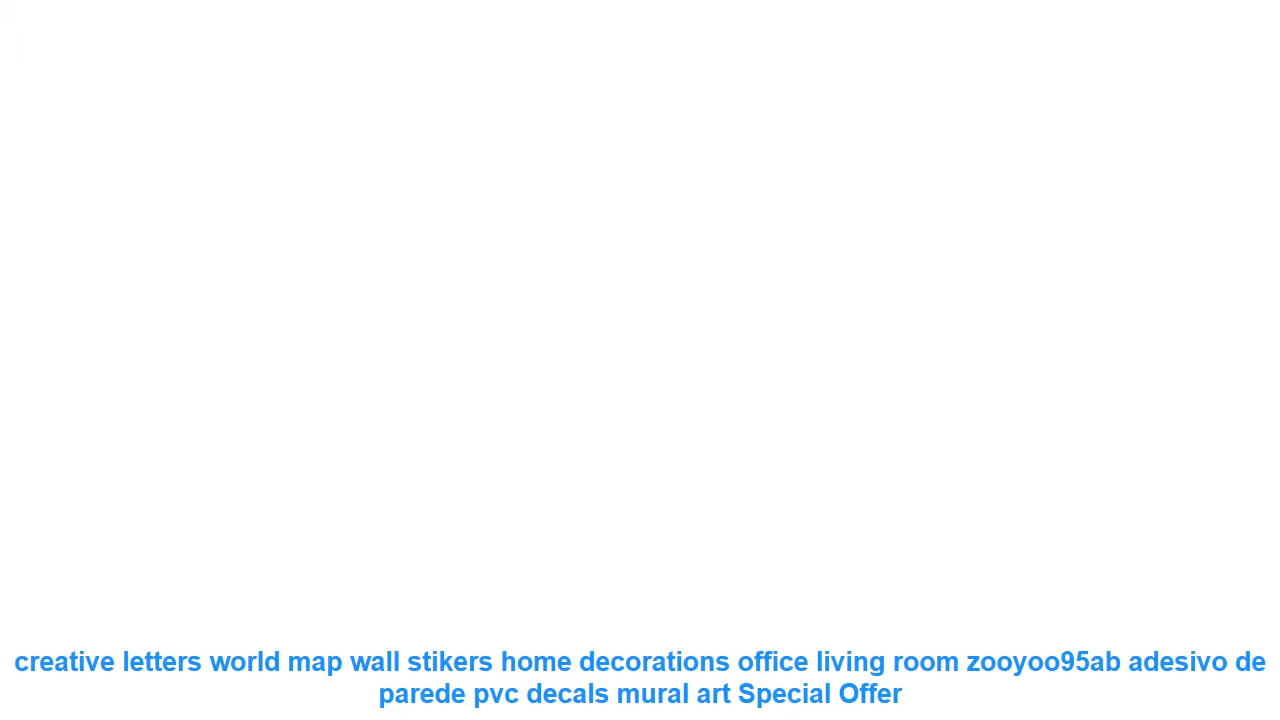 creative letters world map wall stikers home decorations office living room zooyoo95ab adesivo de
parede pvc decals mural art Special Offer